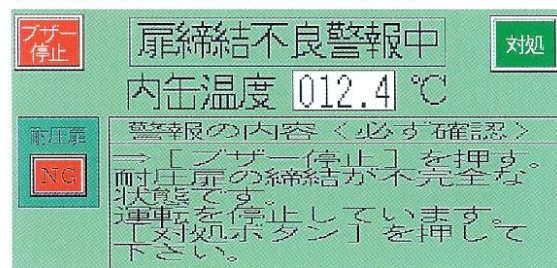 ブザー
停止
扉締結不良警報中
対処
内缶温度 012.4 ℃
耐圧扉
NG
警報の内容<必ず確認>
⇒[ブザー停止]を押す。
耐圧扉の締結が不完全な
状態です。
運転を停止しています。
[対処ボタン]を押して
下さい。